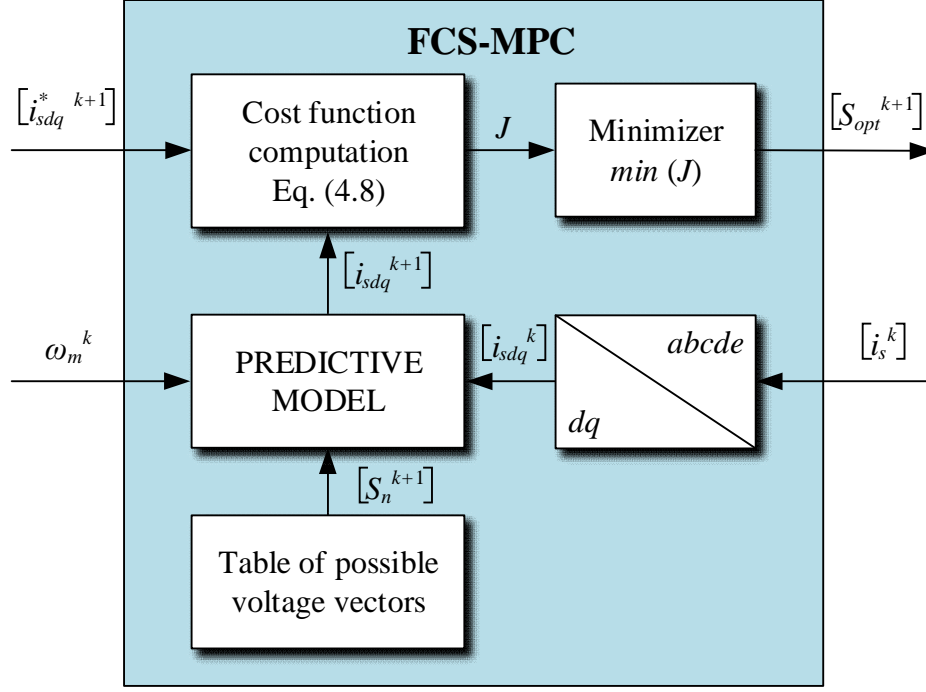 FCS-MPC
[i*sdq k+1]
Cost function
computation
Eq. (4.8)
J
Minimizer
min (J)
[Sopt k+1]
[isdq k+1]
ωm k
PREDICTIVE
MODEL
[isdq k]
abcde
dq
[is k]
[Sn k+1]
Table of possible
voltage vectors